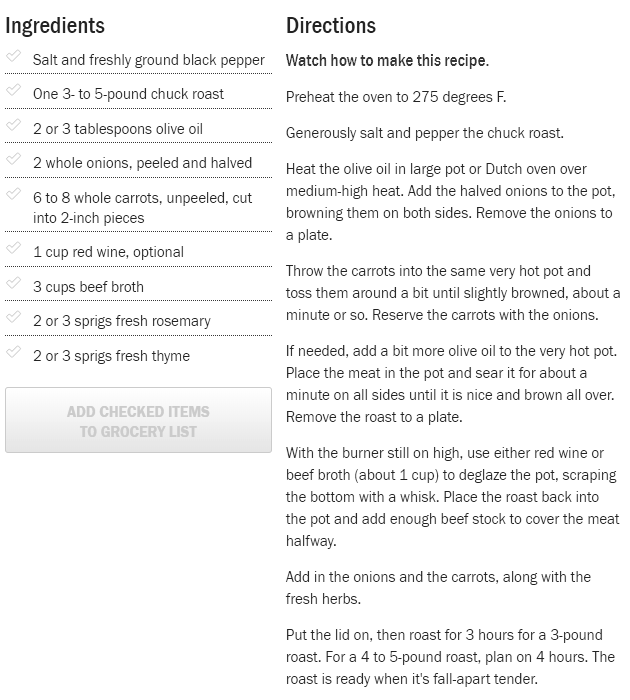 Ingredients
Salt and freshly ground black pepper
One 3- to 5-pound chuck roast
2 or 3 tablespoons olive oil
2 whole onions, peeled and halved
6 to 8 whole carrots, unpeeled, cut
into 2-inch pieces
1 cup red wine, optional
3 cups beef broth
2 or 3 sprigs fresh rosemary
2 or 3 sprigs fresh thyme
ADD CHECKED ITEMS
TO GROCERY LIST
Directions
Watch how to make this recipe.
Preheat the oven to 275 degrees F.
Generously salt and pepper the chuck roast.
Heat the olive oil in large pot or Dutch oven over
medium-high heat. Add the halved onions to the pot,
browning them on both sides. Remove the onions to
a plate.
Throw the carrots into the same very hot pot and
toss them around a bit until slightly browned, about a
minute or so. Reserve the carrots with the onions.
If needed, add a bit more olive oil to the very hot pot.
Place the meat in the pot and sear it for about a
minute on all sides until it is nice and brown all over.
Remove the roast to a plate.
With the burner still on high, use either red wine or
beef broth (about 1 cup) to deglaze the pot, scraping
the bottom with a whisk. Place the roast back into
the pot and add enough beef stock to cover the meat
halfway.
Add in the onions and the carrots, along with the
fresh herbs.
Put the lid on, then roast for 3 hours for a 3-pound
roast. For a 4 to 5-pound roast, plan on 4 hours. The
roast is ready when it's fall-apart tender.